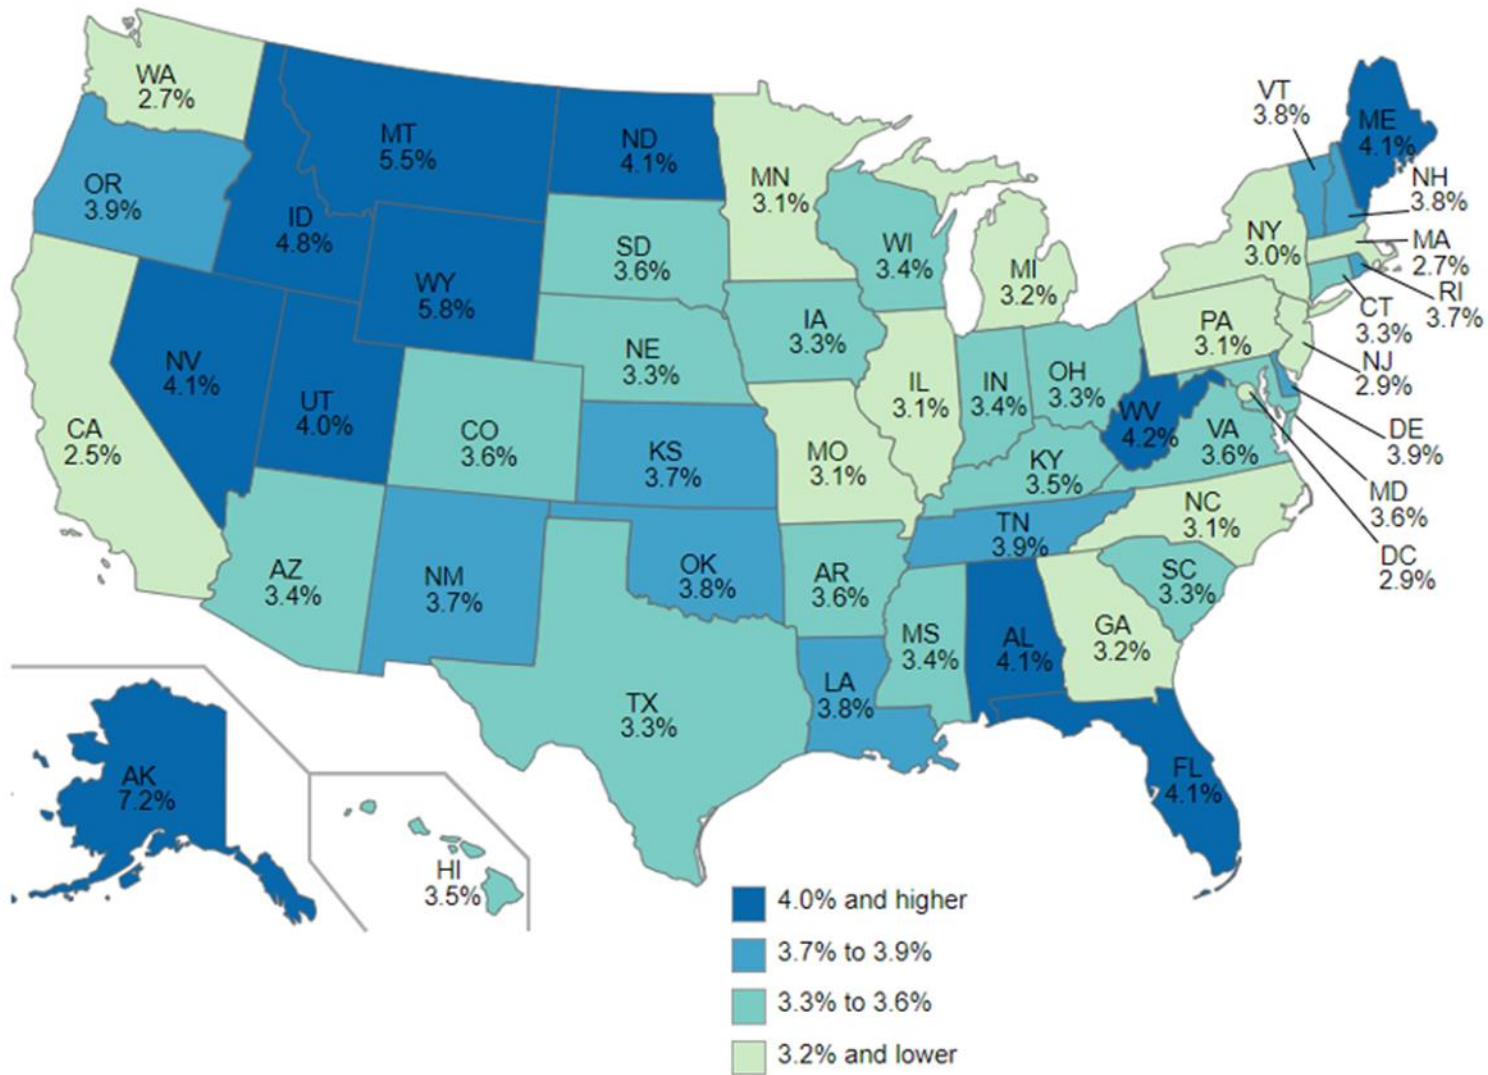 WA
2.7%
OR
3.9%
CA
2.5%
NV
4.1%
ID
4.8%
MT
5.5%
WY
5.8%
UT
4.0%
AZ
3.4%
CO
3.6%
NM
3.7%
ND
4.1%
SD
3.6%
NE
3.3%
KS
3.7%
OK
3.8%
TX
3.3%
MN
3.1%
IA
3.3%
MO
3.1%
AR
3.6%
LA
3.8%
WI
3.4%
IL
3.1%
MI
3.2%
IN
3.4%
OH
3.3%
KY
3.5%
TN
3.9%
MS
3.4%
AL
4.1%
GA
3.2%
FL
4.1%
SC
3.3%
NC
3.1%
VA
3.6%
WV
4.2%
PA
3.1%
NY
3.0%
VT
3.8%
ME
4.1%
NH
3.8%
MA
2.7%
RI
3.7%
CT
3.3%
NJ
2.9%
DE
3.9%
MD
3.6%
DC
2.9%
AK
7.2%
HI
3.5%
4.0% and higher
3.7% to 3.9%
3.3% to 3.6%
3.2% and lower